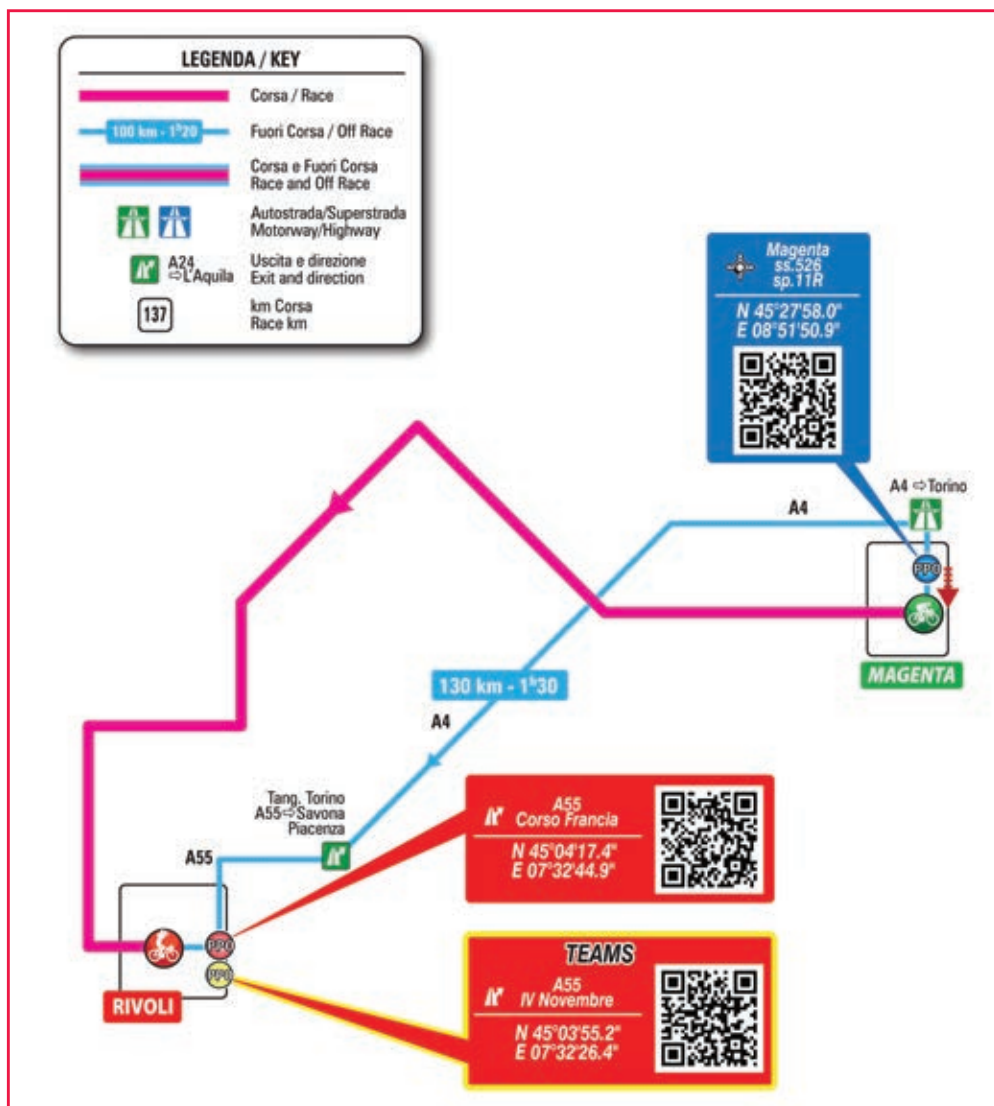 LEGENDA / KEY
Corsa / Race
100 km - 1h20
Fuori Corsa / Off Race
Corsa e Fuori Corsa
Race and Off Race
Autostrada/Superstrada
Motorway/Highway
A24
⇨L'Aquila
Uscita e direzione
Exit and direction
137
km Corsa
Race km
Magenta
ss.526
sp.11R
N 45°27'58.0"
E 08°51'50.9"
A4 ⇨Torino
A4
PPO
MAGENTA
130 km - 1h30
A4
Tang. Torino
A55⇨Savona
Piacenza
A55
A55
Corso Francia
N 45°04'17.4"
E 07°32'44.9"
PPO
PPO
RIVOLI
TEAMS
A55
IV Novembre
N 45°03'55.2"
E 07°32'26.4"